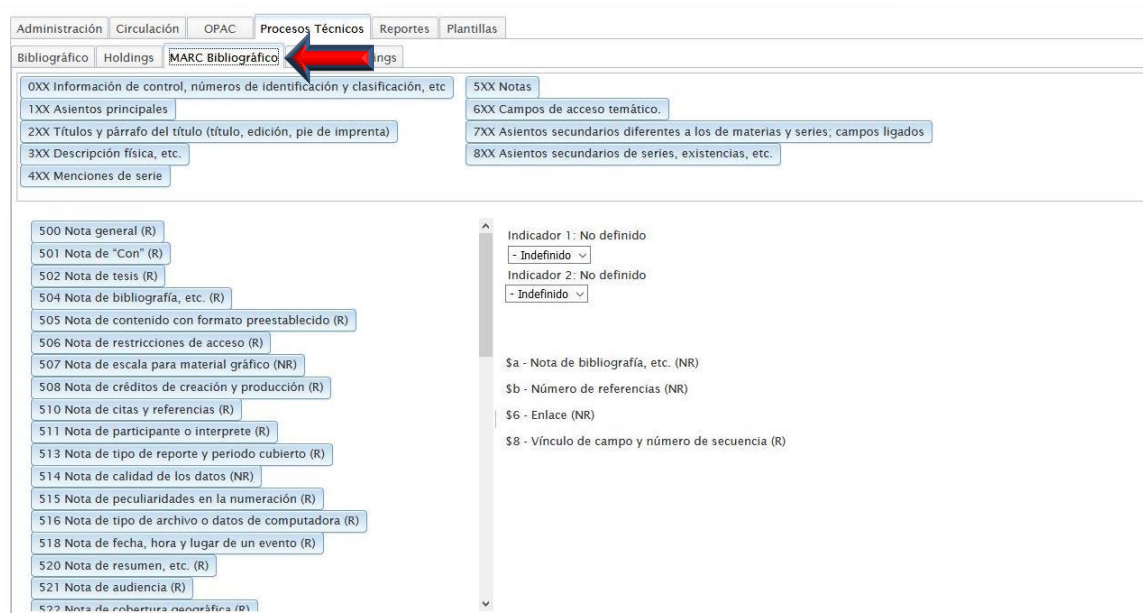 Administración Circulación OPAC Procesos Técnicos Reportes Plantillas
Bibliográfico Holdings MARC Bibliográfico ings
0XX Información de control, números de identificación y clasificación, etc
1XX Asientos principales
2XX Títulos y párrafo del título (título, edición, pie de imprenta)
3XX Descripción física, etc.
4XX Menciones de serie
5XX Notas
6XX Campos de acceso temático.
7XX Asientos secundarios diferentes a los de materias y series; campos ligados
8XX Asientos secundarios de series, existencias, etc.
500 Nota general (R)
501 Nota de “Con” (R)
502 Nota de tesis (R)
504 Nota de bibliografía, etc. (R)
505 Nota de contenido con formato preestablecido (R)
506 Nota de restricciones de acceso (R)
507 Nota de escala para material gráfico (NR)
508 Nota de créditos de creación y producción (R)
510 Nota de citas y referencias (R)
511 Nota de participante o interprete (R)
513 Nota de tipo de reporte y periodo cubierto (R)
514 Nota de calidad de los datos (NR)
515 Nota de peculiaridades en la numeración (R)
516 Nota de tipo de archivo o datos de computadora (R)
518 Nota de fecha, hora y lugar de un evento (R)
520 Nota de resumen, etc. (R)
521 Nota de audiencia (R)
522 Nota de cobertura geográfica (R)
Indicador 1: No definido
- Indefinido
Indicador 2: No definido
- Indefinido
$a - Nota de bibliografía, etc. (NR)
$b - Número de referencias (NR)
$6 - Enlace (NR)
$8 - Vínculo de campo y número de secuencia (R)